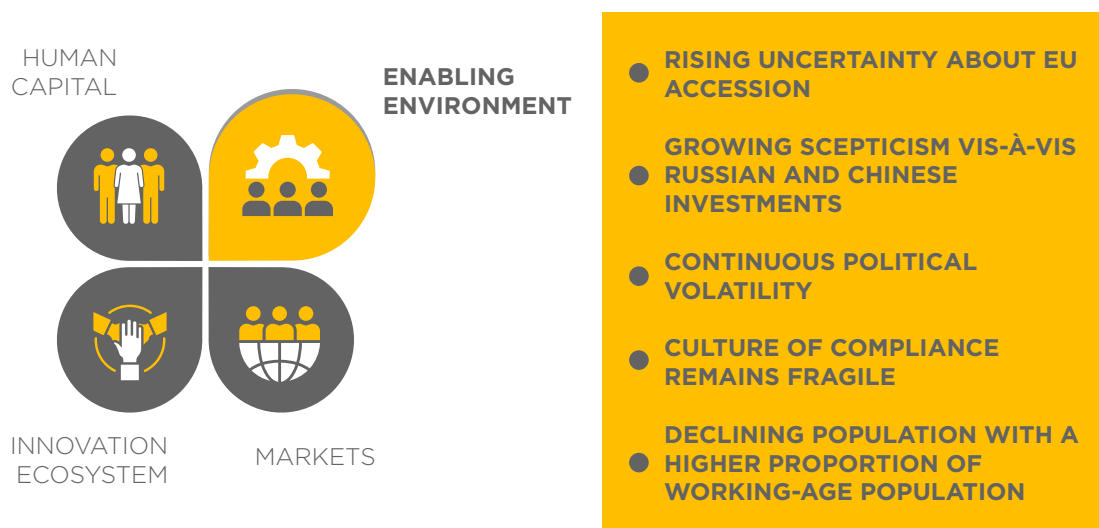 HUMAN
CAPITAL
ENABLING
ENVIRONMENT
INNOVATION
ECOSYSTEM
MARKETS
RISING UNCERTAINTY ABOUT EU
ACCESSION
GROWING SCEPTICISM VIS-À-VIS
RUSSIAN AND CHINESE
INVESTMENTS
CONTINUOUS POLITICAL
VOLATILITY
CULTURE OF COMPLIANCE
REMAINS FRAGILE
DECLINING POPULATION WITH A
HIGHER PROPORTION OF
WORKING-AGE POPULATION